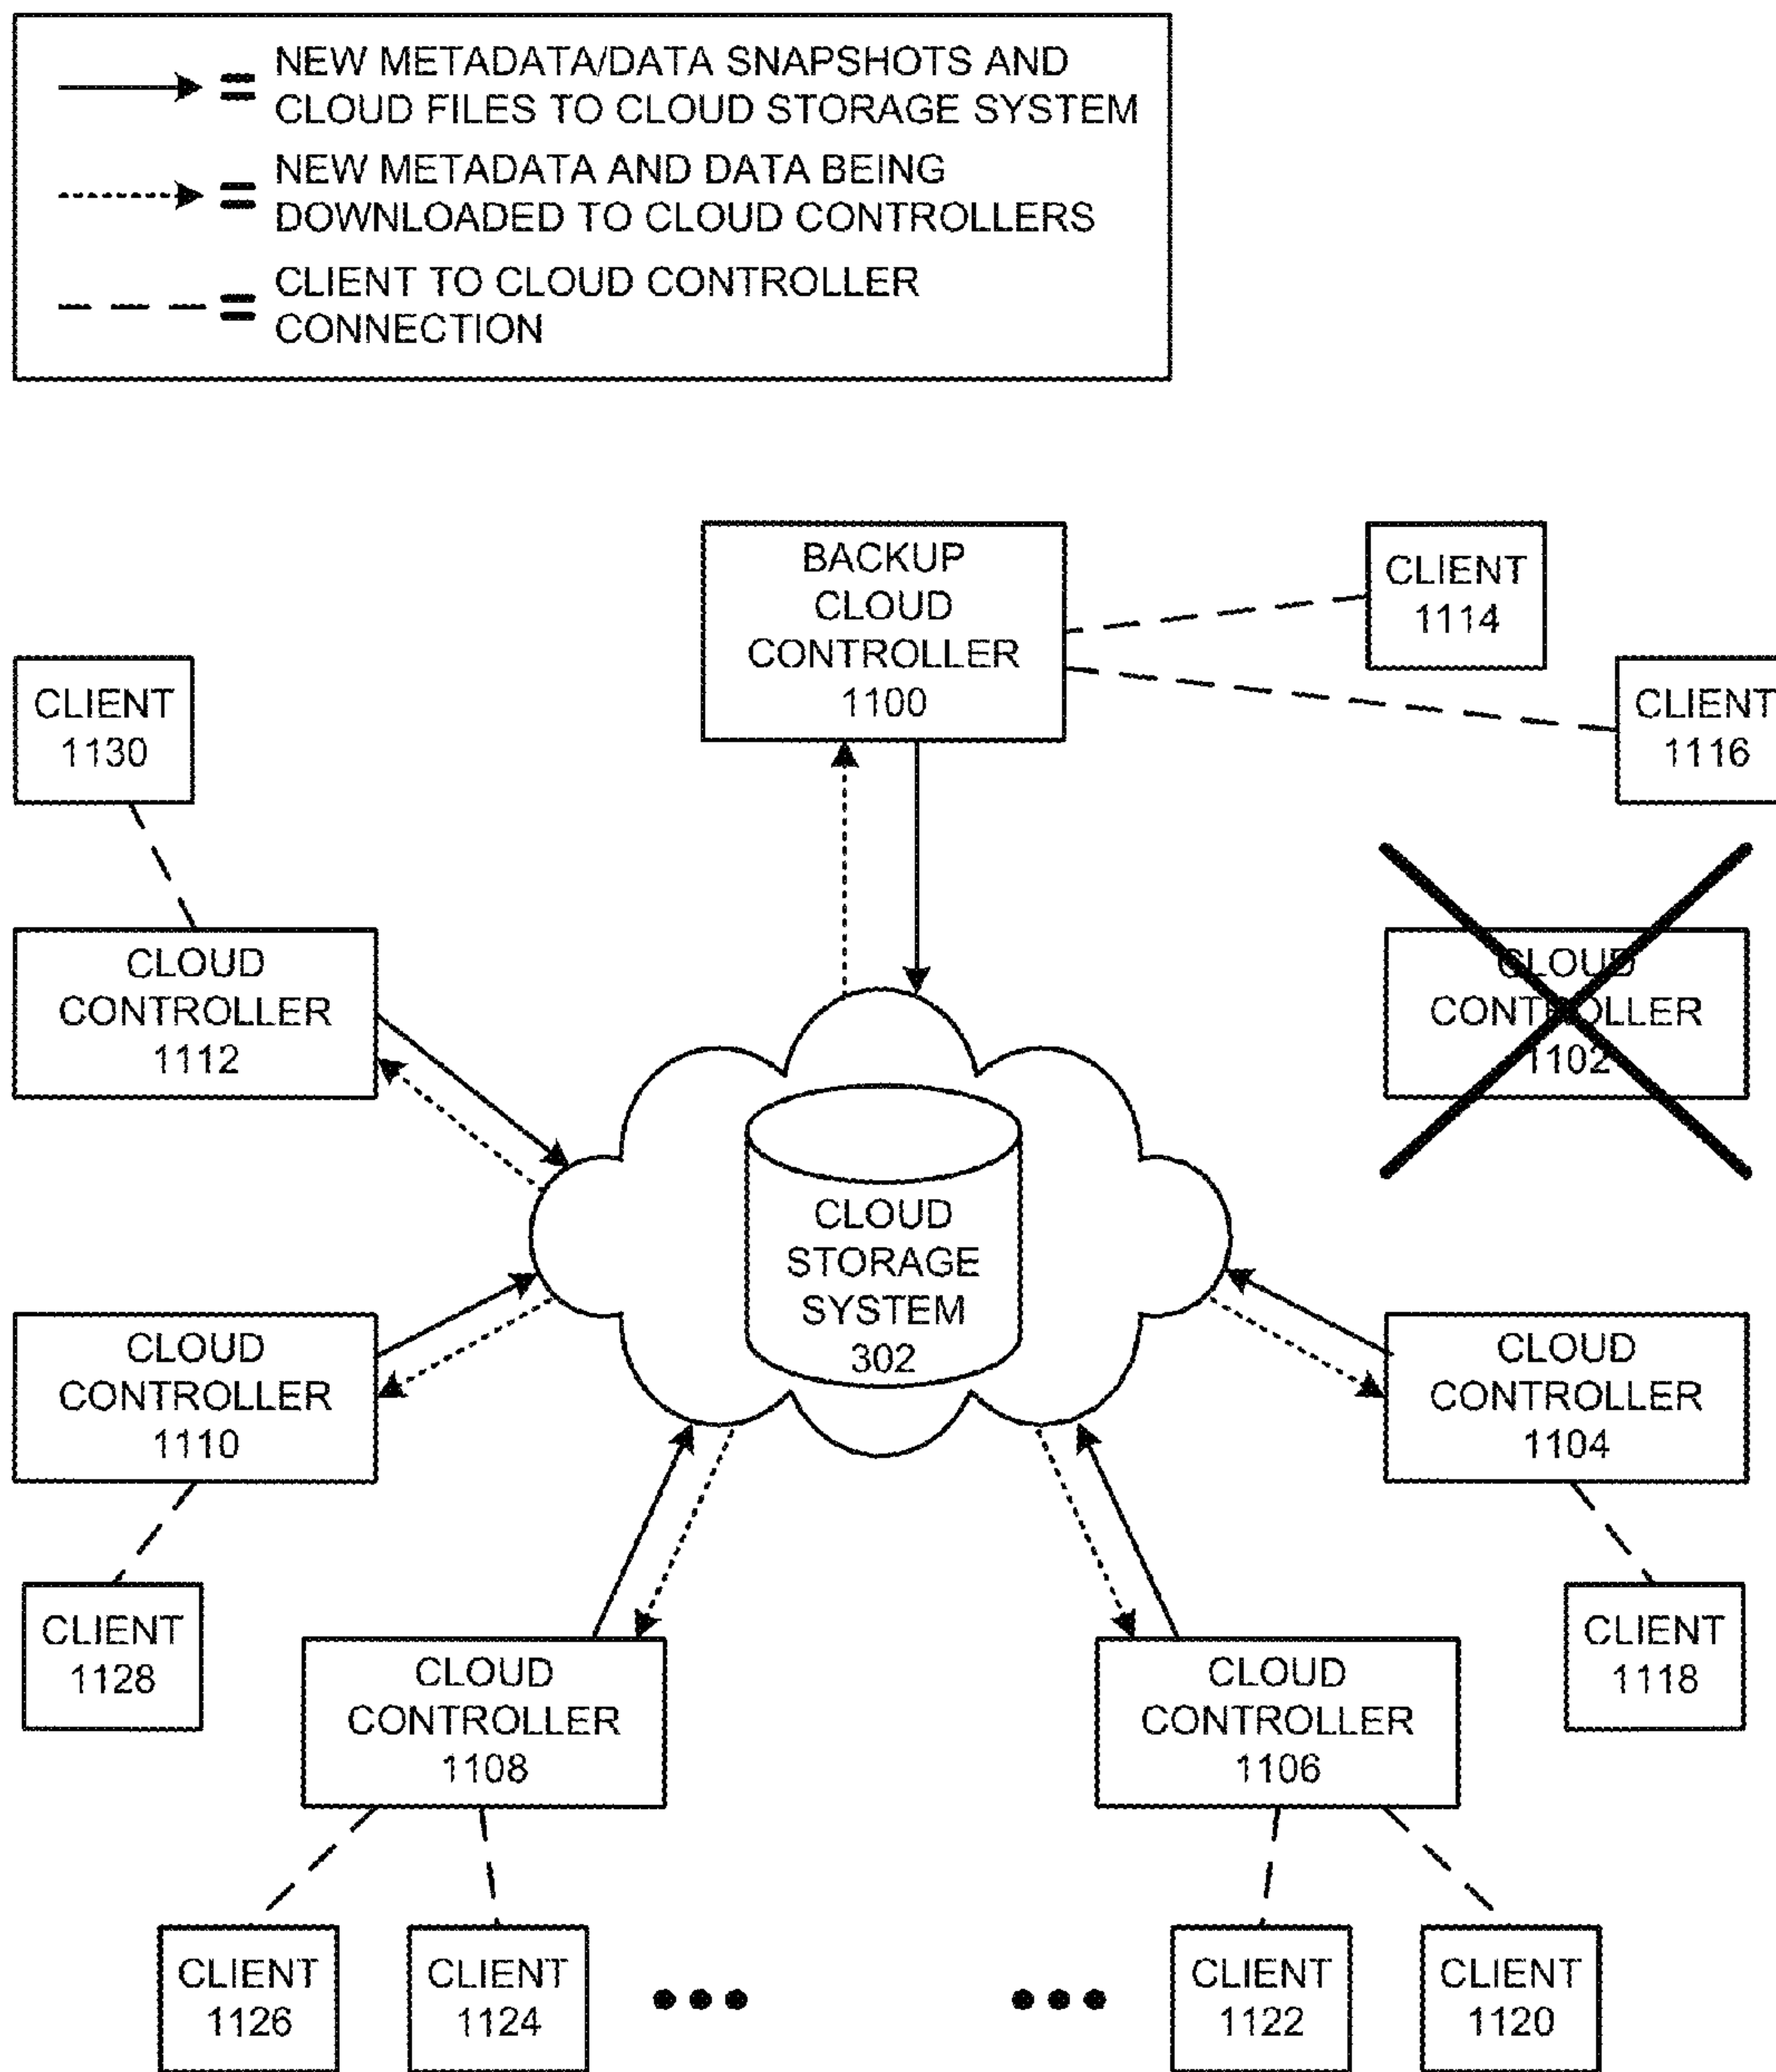 = NEW METADATA/DATA SNAPSHOTS AND
CLOUD FILES TO CLOUD STORAGE SYSTEM
= NEW METADATA AND DATA BEING
DOWNLOADED TO CLOUD CONTROLLERS
= CLIENT TO CLOUD CONTROLLER
CONNECTION
BACKUP
CLOUD
CONTROLLER
1100
CLIENT
1114
CLIENT
1116
CLIENT
1130
CLOUD
CONTROLLER
1112
CLOUD
CONTROLLER
1102
CLOUD
STORAGE
SYSTEM
302
CLOUD
CONTROLLER
1110
CLOUD
CONTROLLER
1104
CLIENT
1128
CLIENT
1118
CLOUD
CONTROLLER
1108
CLOUD
CONTROLLER
1106
CLIENT
1126
CLIENT
1124
•••
•••
CLIENT
1122
CLIENT
1120